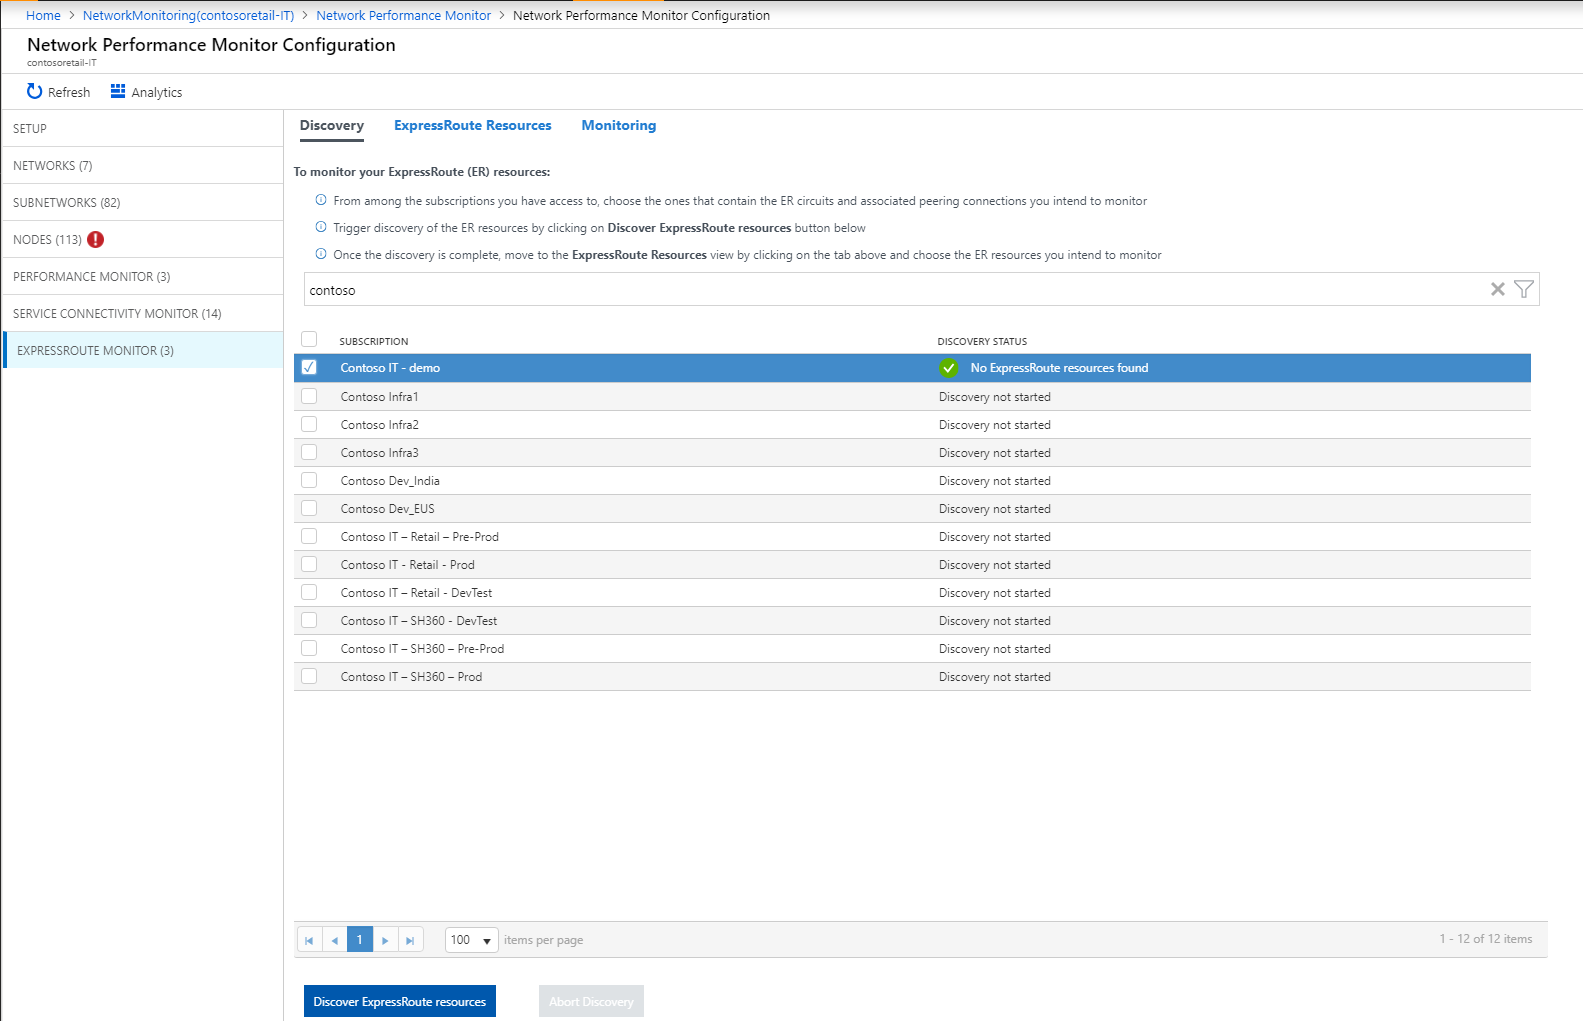 Home > NetworkMonitoring(contosoretail-IT) > Network Performance Monitor > Network Performance Monitor Configuration
Network Performance Monitor Configuration
contosoretail-IT
Refresh Analytics
SETUP
NETWORKS (7)
SUBNETWORKS (82)
NODES (113)
PERFORMANCE MONITOR (3)
SERVICE CONNECTIVITY MONITOR (14)
EXPRESSROUTE MONITOR (3)
Discovery ExpressRoute Resources Monitoring
To monitor your ExpressRoute (ER) resources:
From among the subscriptions you have access to, choose the ones that contain the ER circuits and associated peering connections you intend to monitor
Trigger discovery of the ER resources by clicking on Discover ExpressRoute resources button below
Once the discovery is complete, move to the ExpressRoute Resources view by clicking on the tab above and choose the ER resources you intend to monitor
contoso
SUBSCRIPTION DISCOVERY STATUS
Contoso IT - demo No ExpressRoute resources found
Contoso Infra1 Discovery not started
Contoso Infra2 Discovery not started
Contoso Infra3 Discovery not started
Contoso Dev_India Discovery not started
Contoso Dev_EUS Discovery not started
Contoso IT – Retail – Pre-Prod Discovery not started
Contoso IT - Retail - Prod Discovery not started
Contoso IT – Retail - DevTest Discovery not started
Contoso IT – SH360 - DevTest Discovery not started
Contoso IT – SH360 – Pre-Prod Discovery not started
Contoso IT – SH360 – Prod Discovery not started
1 100 items per page 1 - 12 of 12 items
Discover ExpressRoute resources Abort Discovery